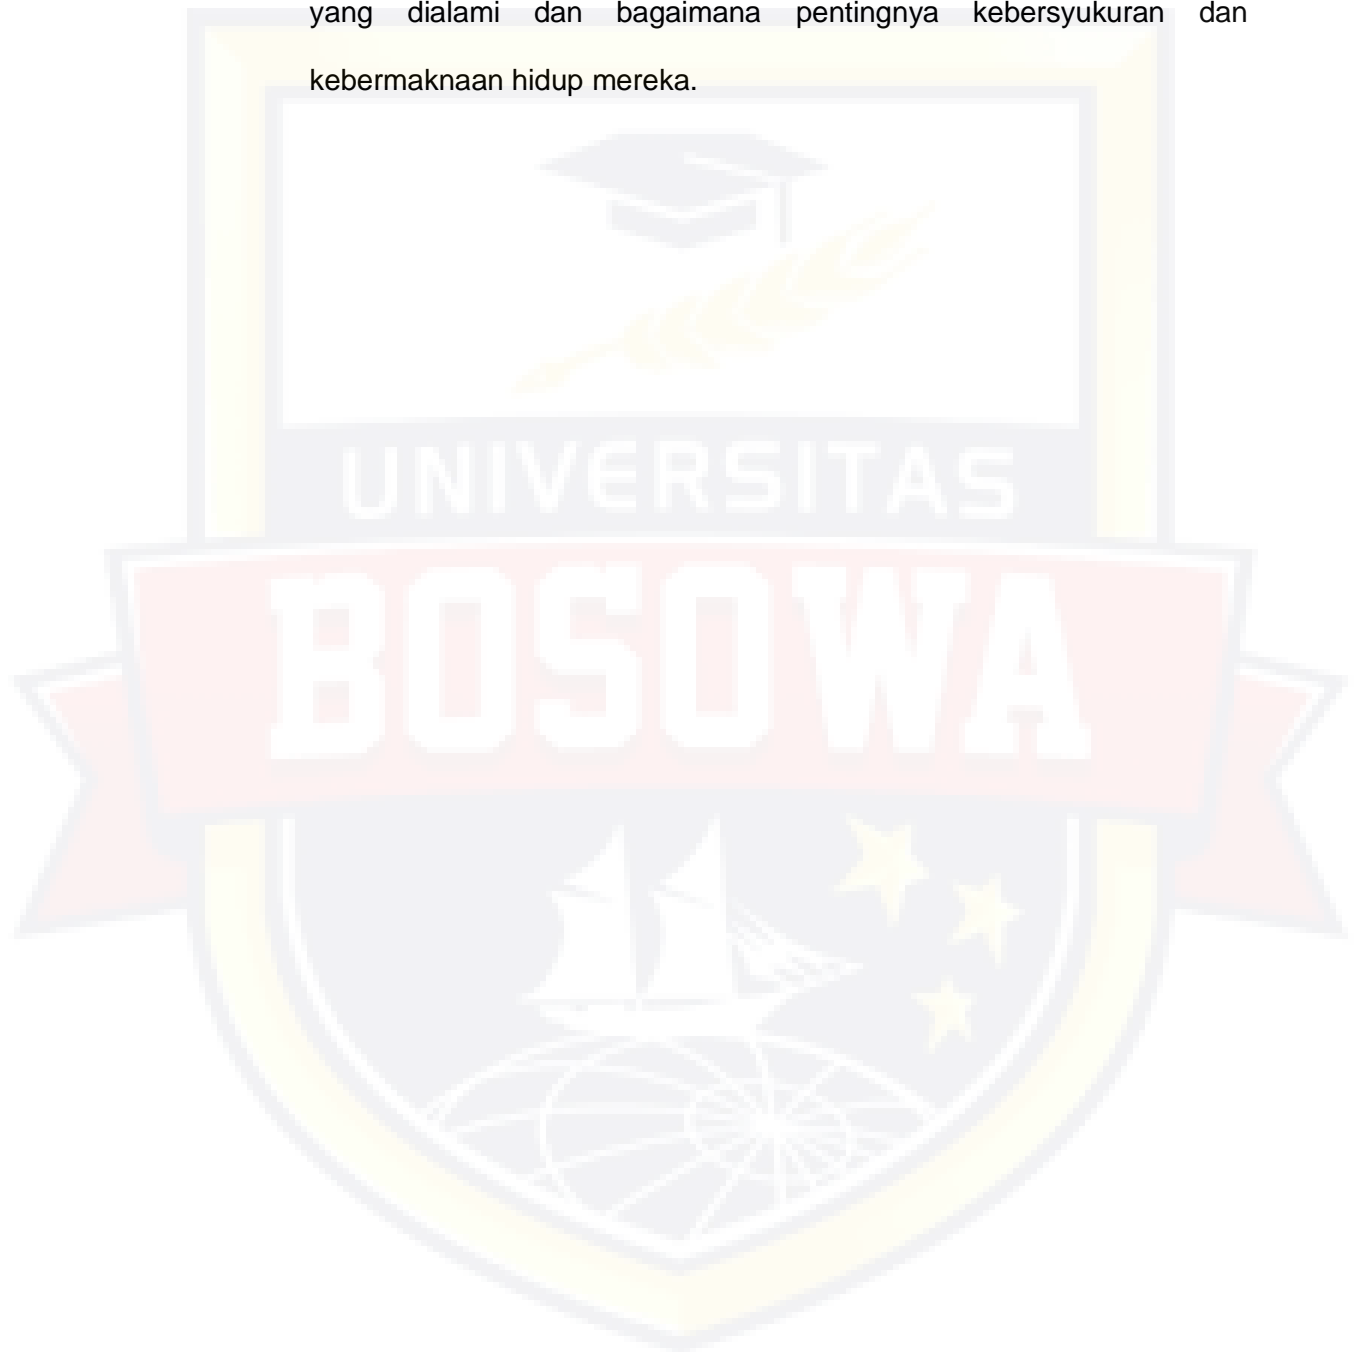 yang dialami dan bagaimana pentingnya kebersyukuran dan
kebermaknaan hidup mereka.
UNIVERSITAS
BOSOWA